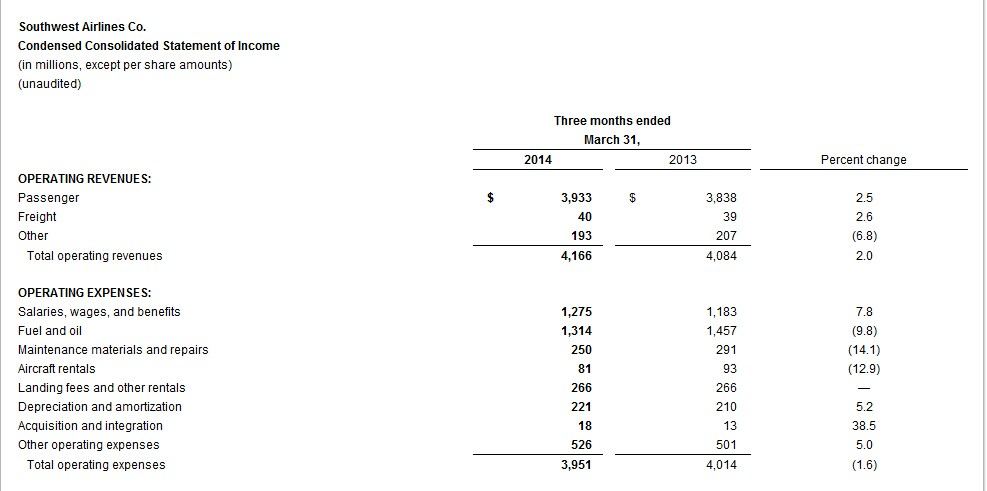 Southwest Airlines Co.
Condensed Consolidated Statement of Income
(in millions, except per share amounts)
(unaudited)
Three months ended
March 31,
2014 2013 Percent change
OPERATING REVENUES:
Passenger $ 3,933 $ 3,838 2.5
Freight 40 39 2.6
Other 193 207 (6.8)
Total operating revenues 4,166 4,084 2.0
OPERATING EXPENSES:
Salaries, wages, and benefits 1,275 1,183 7.8
Fuel and oil 1,314 1,457 (9.8)
Maintenance materials and repairs 250 291 (14.1)
Aircraft rentals 81 93 (12.9)
Landing fees and other rentals 266 266 —
Depreciation and amortization 221 210 5.2
Acquisition and integration 18 13 38.5
Other operating expenses 526 501 5.0
Total operating expenses 3,951 4,014 (1.6)